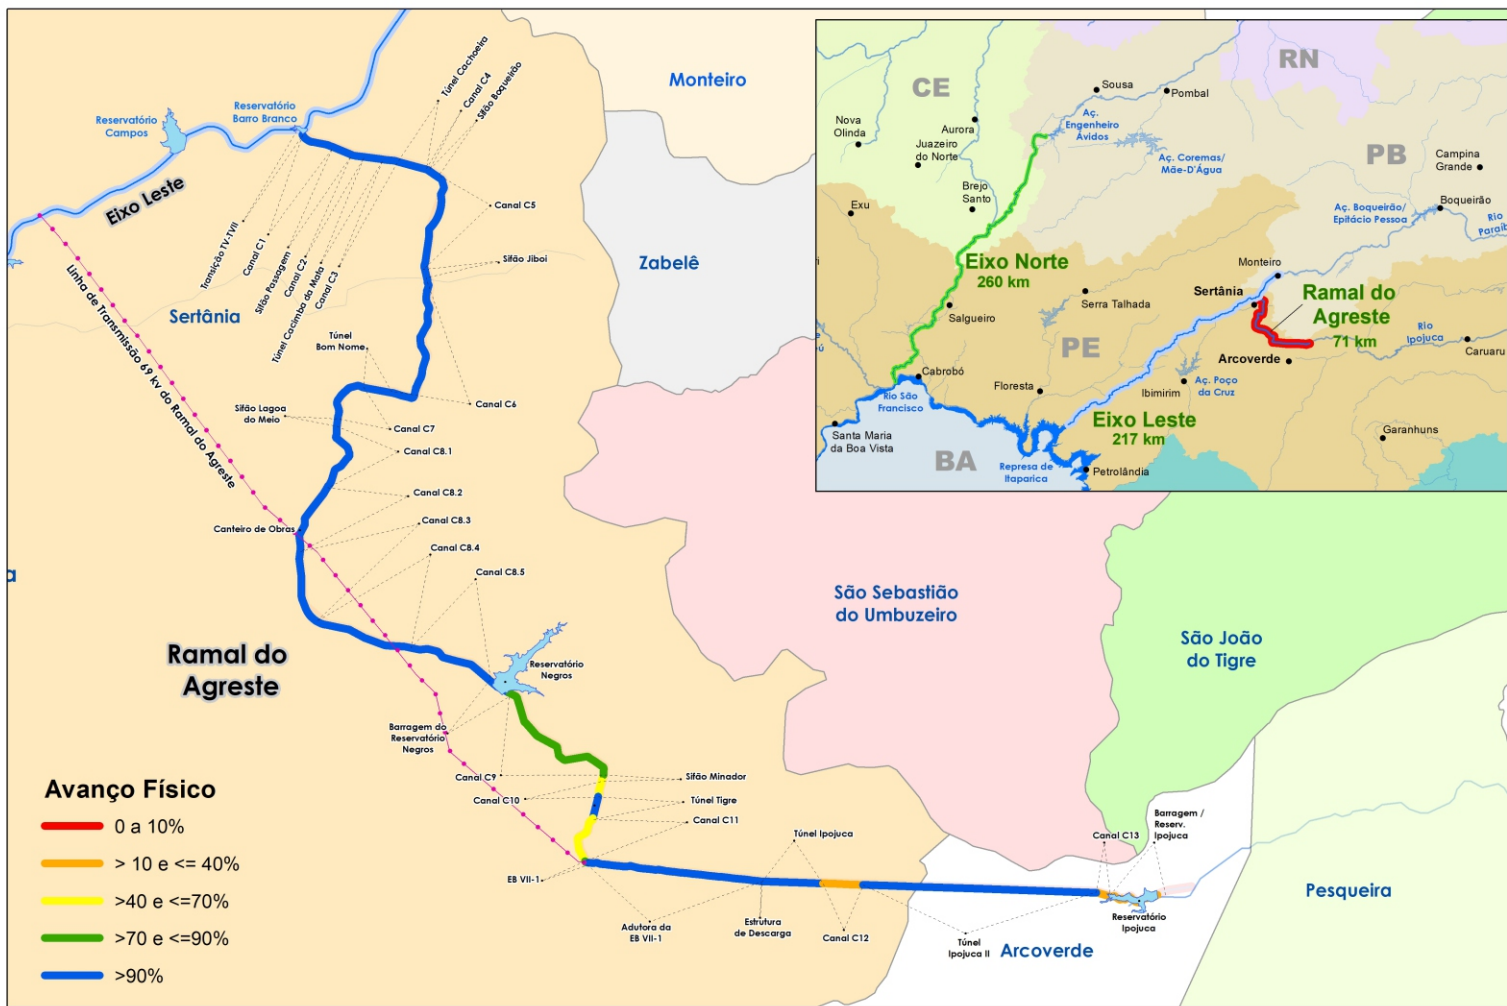 Monteiro
Túnel Cachoeira
Canal C4
Sifão Boqueirão
Reservatório
Campos
Reservatório
Barro Branco
Eixo Leste
Canal C5
Transição TV-TVII
Canal C1
Sifão Passagem
Canal C2
Túnel Cacimba da Mata
Canal C3
Sifão Jiboi
Zabelê
Sertânia
Linha de Transmissão 69 kv do Ramal do Agreste
Túnel
Bom Nome
Sifão Lagoa
do Meio
Canal C6
Canal C7
Canal C8.1
Canal C8.2
Canteiro de Obras
Canal C8.3
Canal C8.4
Canal C8.5
a
São Sebastião
do Umbuzeiro
São João
do Tigre
Ramal do
Agreste
Reservatório
Negros
Barragem do
Reservatório
Negros
Canal C9
Sifão Minador
Canal C10
Túnel Tigre
Canal C11
Túnel Ipojuca
Canal C13
Barragem /
Reserv.
Ipojuca
EB VII-1
Adutora da
EB VII-1
Estrutura
de Descarga
Canal C12
Túnel
Ipojuca II
Reservatório
Ipojuca
Arcoverde
Pesqueira
Avanço Físico
0 a 10%
> 10 e <= 40%
>40 e <=70%
>70 e <=90%
>90%
RN
CE
Sousa
Pombal
Nova
Olinda
Aurora
Juazeiro
do Norte
Aç.
Engenheiro
Ávidos
Aç. Coremas/
Mãe-D'Água
PB
Campina
Grande
Brejo
Santo
Exu
Aç. Boqueirão/
Epitácio Pessoa
Boqueirão
Rio
Paraíb
ri
Eixo Norte
260 km
Monteiro
Serra Talhada
Sertânia
Ramal do
Agreste
71 km
Salgueiro
PE
Rio
Ipojuca
Caruaru
Arcoverde
Cabrobó
Floresta
Ibimirim
Aç. Poço
da Cruz
Rio São
Francisco
Eixo Leste
217 km
Santa Maria
da Boa Vista
BA
Represa de
Itaparica
Petrolândia
Garanhuns